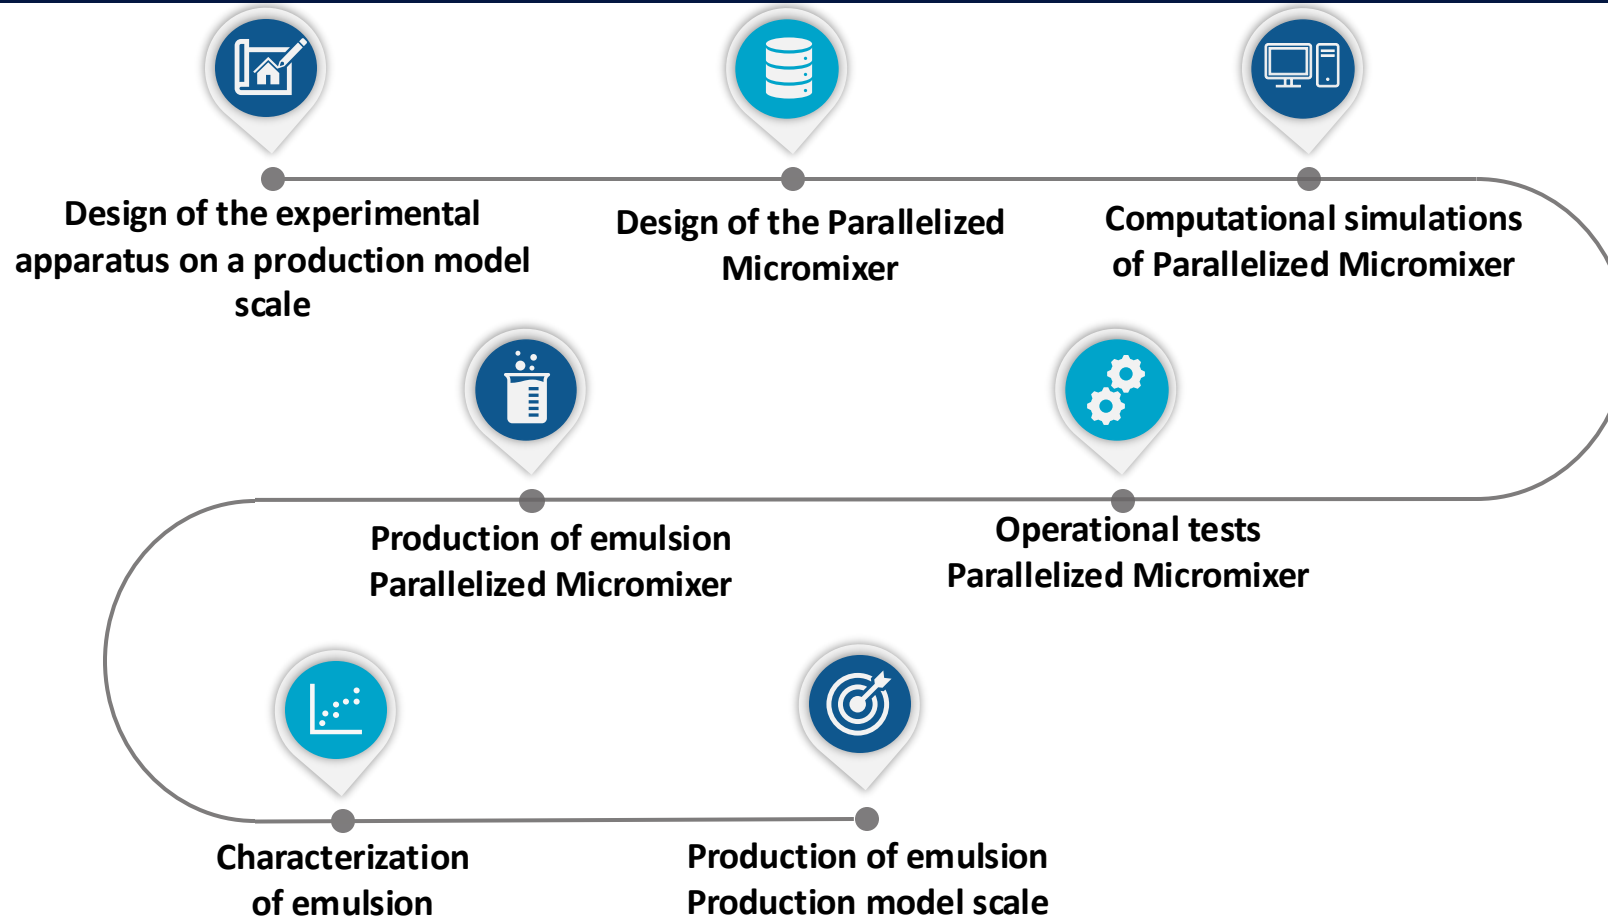 Design of the experimental
apparatus on a production model
scale
Design of the Parallelized
Micromixer
Computational simulations
of Parallelized Micromixer
Operational tests
Parallelized Micromixer
Production of emulsion
Parallelized Micromixer
Characterization
of emulsion
Production of emulsion
Production model scale